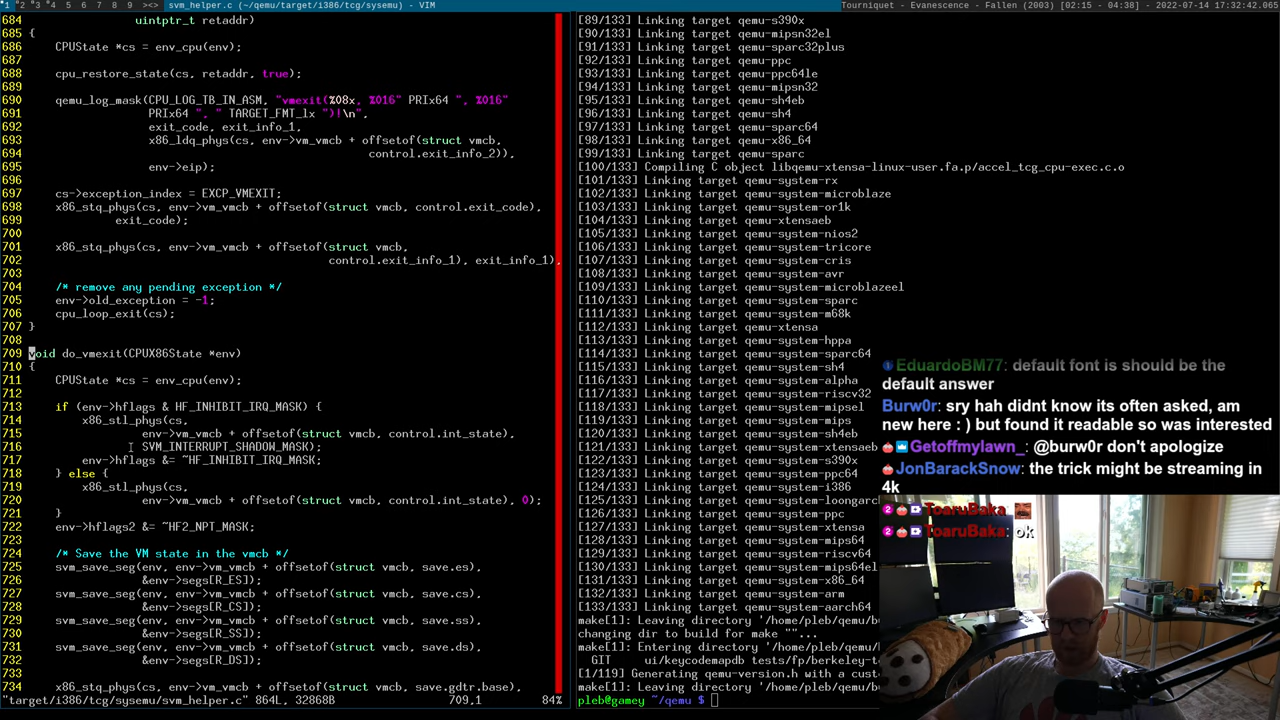 1 2 3 4 5 6 7 8 9 svm_helper.c (~/qemu/target/i386/tcg/sysemu) - VIM
Tourniquet - Evanescence - Fallen (2003) [02:15 - 04:38] - 2022-07-14 17:32:42.065
684 uintptr_t retaddr)
685 {
686 CPUState *cs = env_cpu(env);
687
688 cpu_restore_state(cs, retaddr, true);
689
690 qemu_log_mask(CPU_LOG_TB_IN_ASM, "vmexit(%08x, %016" PRIx64 ", %016"
691 PRIx64 ", " TARGET_FMT_lx ")!\n",
692 exit_code, exit_info_1,
693 x86_ldq_phys(cs, env->vm_vmcb + offsetof(struct vmcb,
694 control.exit_info_2)),
695 env->eip);
696
697 cs->exception_index = EXCP_VMEXIT;
698 x86_stq_phys(cs, env->vm_vmcb + offsetof(struct vmcb, control.exit_code),
699 exit_code);
700
701 x86_stq_phys(cs, env->vm_vmcb + offsetof(struct vmcb,
702 control.exit_info_1), exit_info_1),
703
704 /* remove any pending exception */
705 env->old_exception = -1;
706 cpu_loop_exit(cs);
707 }
708
709 void do_vmexit(CPUX86State *env)
710 {
711 CPUState *cs = env_cpu(env);
712
713 if (env->hflags & HF_INHIBIT_IRQ_MASK) {
714 x86_stl_phys(cs,
715 env->vm_vmcb + offsetof(struct vmcb, control.int_state),
716 SVM_INTERRUPT_SHADOW_MASK);
717 env->hflags &= ~HF_INHIBIT_IRQ_MASK;
718 } else {
719 x86_stl_phys(cs,
720 env->vm_vmcb + offsetof(struct vmcb, control.int_state), 0);
721 }
722 env->hflags2 &= ~HF2_NPT_MASK;
723
724 /* Save the VM state in the vmcb */
725 svm_save_seg(env, env->vm_vmcb + offsetof(struct vmcb, save.es),
726 &env->segs[R_ES]);
727 svm_save_seg(env, env->vm_vmcb + offsetof(struct vmcb, save.cs),
728 &env->segs[R_CS]);
729 svm_save_seg(env, env->vm_vmcb + offsetof(struct vmcb, save.ss),
730 &env->segs[R_SS]);
731 svm_save_seg(env, env->vm_vmcb + offsetof(struct vmcb, save.ds),
732 &env->segs[R_DS]);
733
734 x86_stq_phys(cs, env->vm_vmcb + offsetof(struct vmcb, save.gdtr.base),
"target/i386/tcg/sysemu/svm_helper.c" 864L, 32868B 709,1 84%
[89/133] Linking target qemu-s390x
[90/133] Linking target qemu-mipsn32el
[91/133] Linking target qemu-sparc32plus
[92/133] Linking target qemu-ppc
[93/133] Linking target qemu-ppc64le
[94/133] Linking target qemu-mipsn32
[95/133] Linking target qemu-sh4eb
[96/133] Linking target qemu-sh4
[97/133] Linking target qemu-sparc64
[98/133] Linking target qemu-x86_64
[99/133] Linking target qemu-sparc
[100/133] Compiling C object libqemu-xtensa-linux-user.fa.p/accel_tcg_cpu-exec.c.o
[101/133] Linking target qemu-system-rx
[102/133] Linking target qemu-system-microblaze
[103/133] Linking target qemu-system-or1k
[104/133] Linking target qemu-xtensaeb
[105/133] Linking target qemu-system-nios2
[106/133] Linking target qemu-system-tricore
[107/133] Linking target qemu-system-cris
[108/133] Linking target qemu-system-avr
[109/133] Linking target qemu-system-microblazeel
[110/133] Linking target qemu-system-sparc
[111/133] Linking target qemu-system-m68k
[112/133] Linking target qemu-xtensa
[113/133] Linking target qemu-system-hppa
[114/133] Linking target qemu-system-sparc64
[115/133] Linking target qemu-system-sh4
[116/133] Linking target qemu-system-alpha
[117/133] Linking target qemu-system-riscv32
[118/133] Linking target qemu-system-mipsel
[119/133] Linking target qemu-system-mips
[120/133] Linking target qemu-system-sh4eb
[121/133] Linking target qemu-system-xtensaeb
[122/133] Linking target qemu-system-s390x
[123/133] Linking target qemu-system-ppc64
[124/133] Linking target qemu-system-i386
[125/133] Linking target qemu-system-loongarch
[126/133] Linking target qemu-system-ppc
[127/133] Linking target qemu-system-xtensa
[128/133] Linking target qemu-system-mips64
[129/133] Linking target qemu-system-riscv64
[130/133] Linking target qemu-system-mips64el
[131/133] Linking target qemu-system-x86_64
[132/133] Linking target qemu-system-arm
[133/133] Linking target qemu-system-aarch64
make[1]: Leaving directory '/home/pleb/qemu/b
changing dir to build for make ""...
make[1]: Entering directory '/home/pleb/qemu/
GIT ui/keycodemapdb tests/fp/berkeley-t
[1/119] Generating qemu-version.h with a cust
make[1]: Leaving directory '/home/pleb/qemu/b
pleb@gamey ~/qemu $
EduardoBM77: default font is should be the
default answer
Burw0r: sry hah didnt know its often asked, am
new here : ) but found it readable so was interested
Getoffmylawn_: @burw0r don't apologize
JonBarackSnow: the trick might be streaming in
4k
ToaruBaka:
ToaruBaka: ok